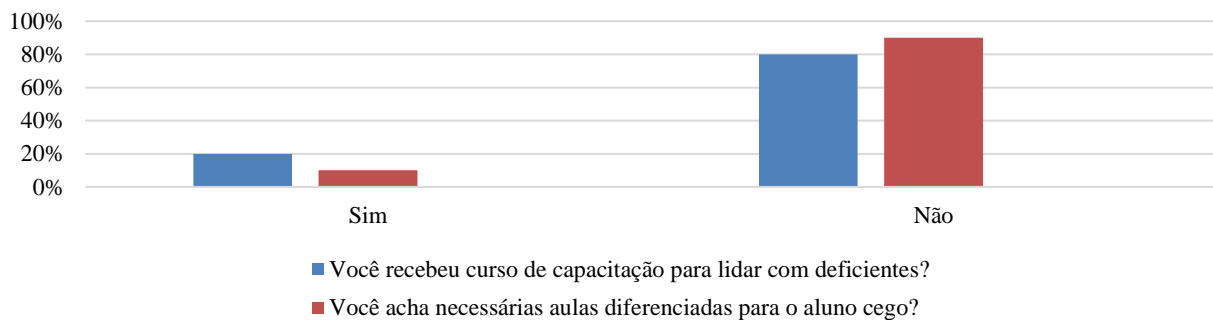 100%
80%
60%
40%
20%
0%
Sim
Não
Você recebeu curso de capacitação para lidar com deficientes?
Você acha necessárias aulas diferenciadas para o aluno cego?